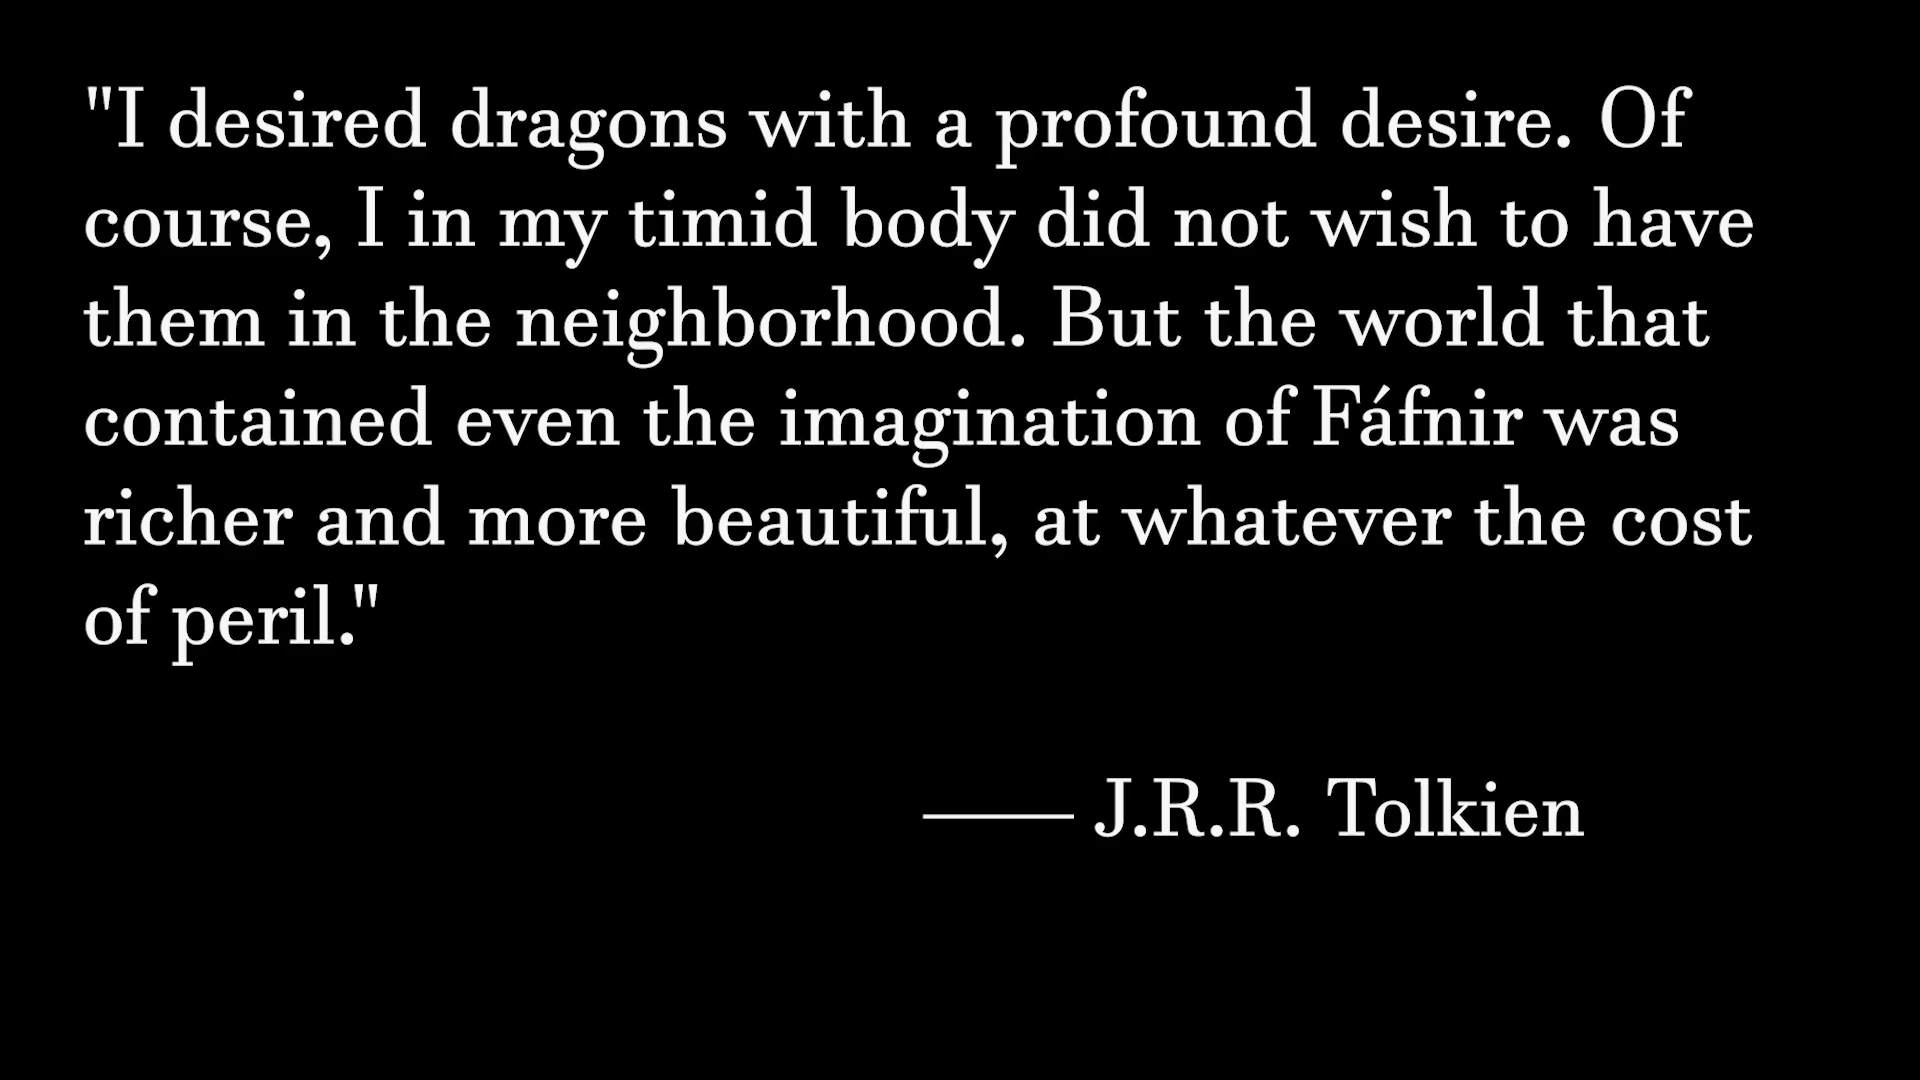 "I desired dragons with a profound desire. Of
course, I in my timid body did not wish to have
them in the neighborhood. But the world that
contained even the imagination of Fáfnir was
richer and more beautiful, at whatever the cost
of peril."
—— J.R.R. Tolkien